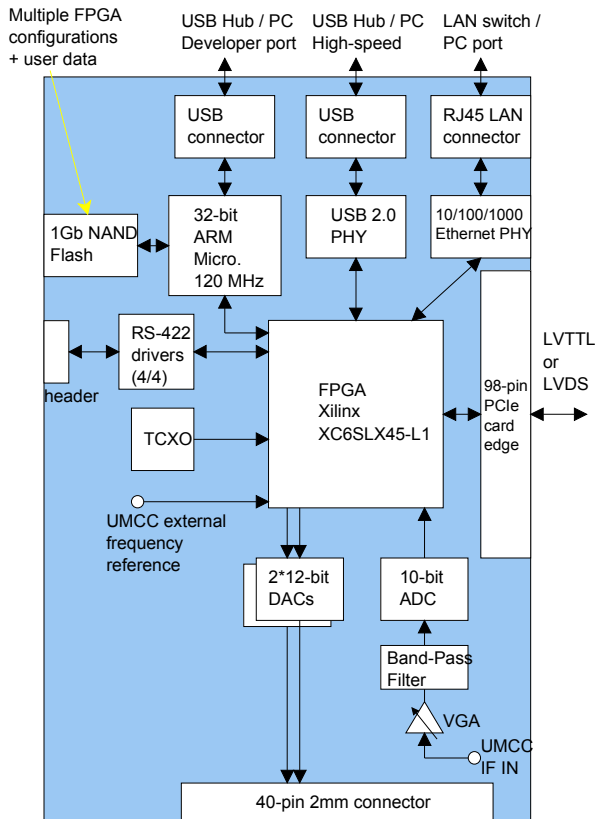 Multiple FPGA
configurations
+ user data
USB Hub / PC
Developer port
USB Hub / PC
High-speed
LAN switch /
PC port
USB
connector
USB
connector
RJ45 LAN
connector
1Gb NAND
Flash
32-bit
ARM
Micro.
120 MHz
USB 2.0
PHY
10/100/1000
Ethernet PHY
header
RS-422
drivers
(4/4)
FPGA
Xilinx
XC6SLX45-L1
98-pin
PCIe
card
edge
LVTTL
or
LVDS
TCXO
UMCC external
frequency
reference
2*12-bit
DACs
10-bit
ADC
Band-Pass
Filter
VGA
UMCC
IF IN
40-pin 2mm connector